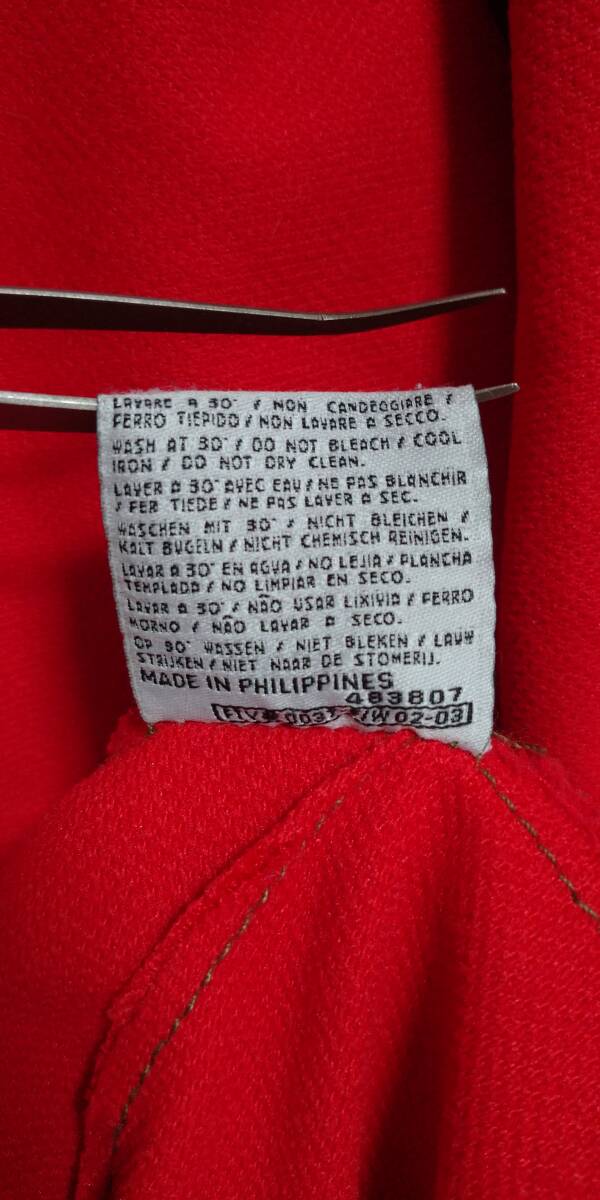 LAVARE A 30° / NON CANDEGGIARE /
FERRO TIEPIDO / NON LAVARE A SECCO.
WASH AT 30° / DO NOT BLEACH / COOL
IRON / DO NOT DRY CLEAN.
LAVER A 30° AVEC EAU / NE PAS BLANCHIR
/ FER TIEDE / NE PAS LAVER A SEC.
WASCHEN MIT 30° / NICHT BLEICHEN /
KALT BUGELN / NICHT CHEMISCH REINIGEN.
LAVAR A 30° EN AGUA / NO LEJIA / PLANCHA
TEMPLADA / NO LIMPIAR EN SECO.
LAVAR A 30° / NÃO USAR LIXIVIA / FERRO
MORNO / NÃO LAVAR A SECO.
OP 30° WASSEN / NIET BLEKEN / LAUW
STRIJKEN / NIET NAAR DE STOMERIJ.
MADE IN PHILIPPINES
483807
/W 02-03